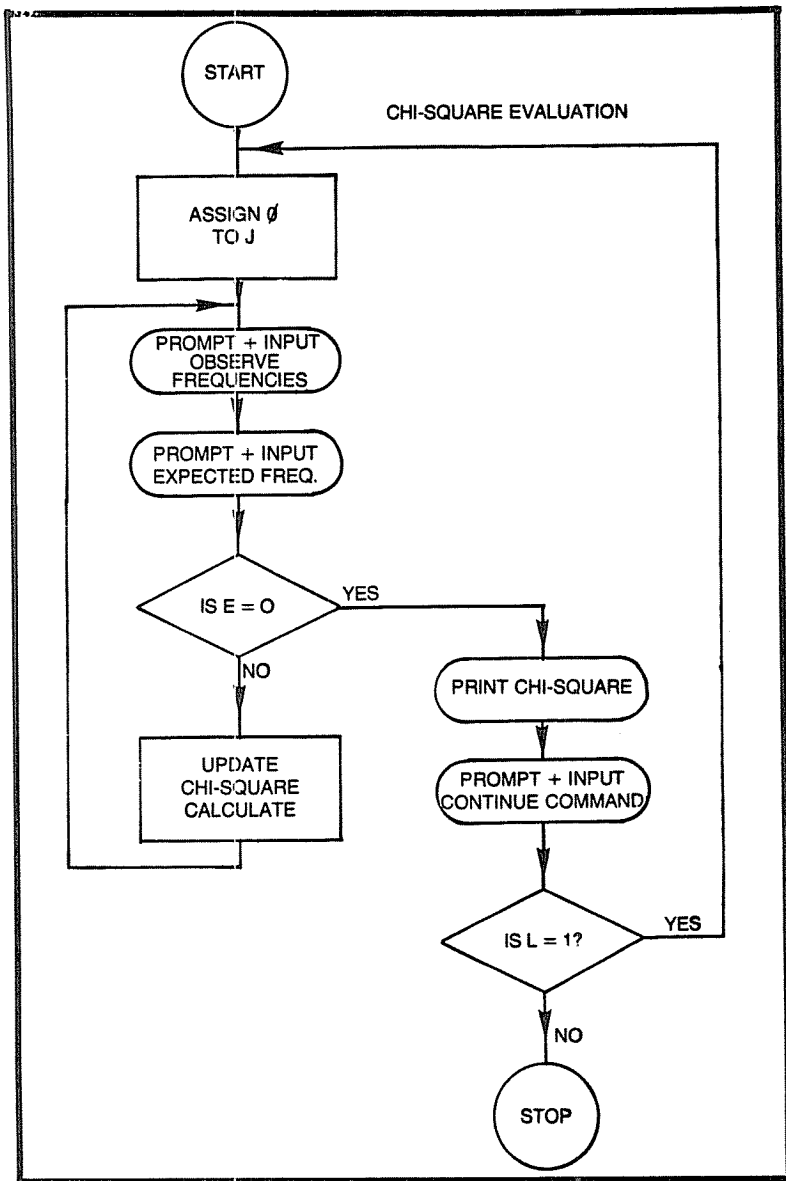 START
CHI-SQUARE EVALUATION
ASSIGN Ø
TO J
PROMPT + INPUT
OBSERVE
FREQUENCIES
PROMPT + INPUT
EXPECTED FREQ.
IS E = O
YES
NO
UPDATE
CHI-SQUARE
CALCULATE
PRINT CHI-SQUARE
PROMPT + INPUT
CONTINUE COMMAND
IS L = 1?
YES
NO
STOP